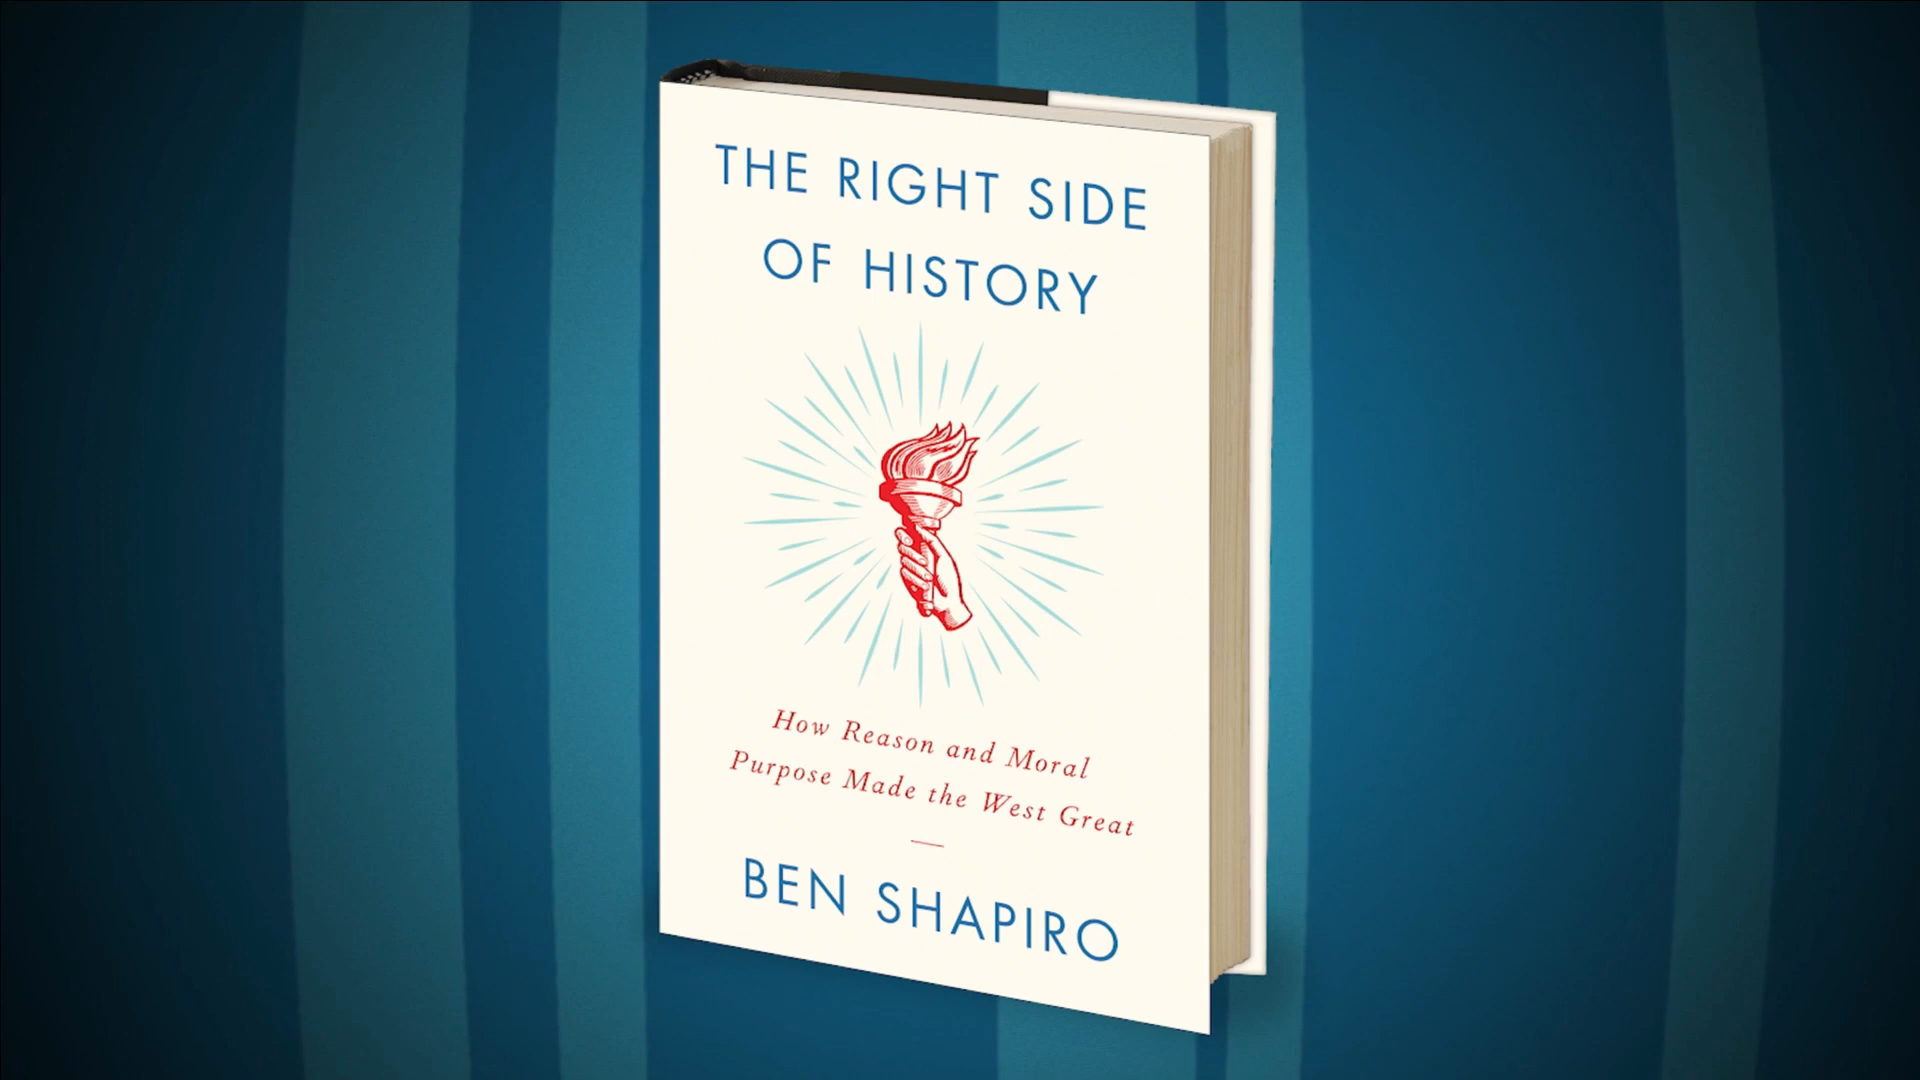 THE RIGHT SIDE
OF HISTORY
How Reason and Moral
Purpose Made the West Great
BEN SHAPIRO